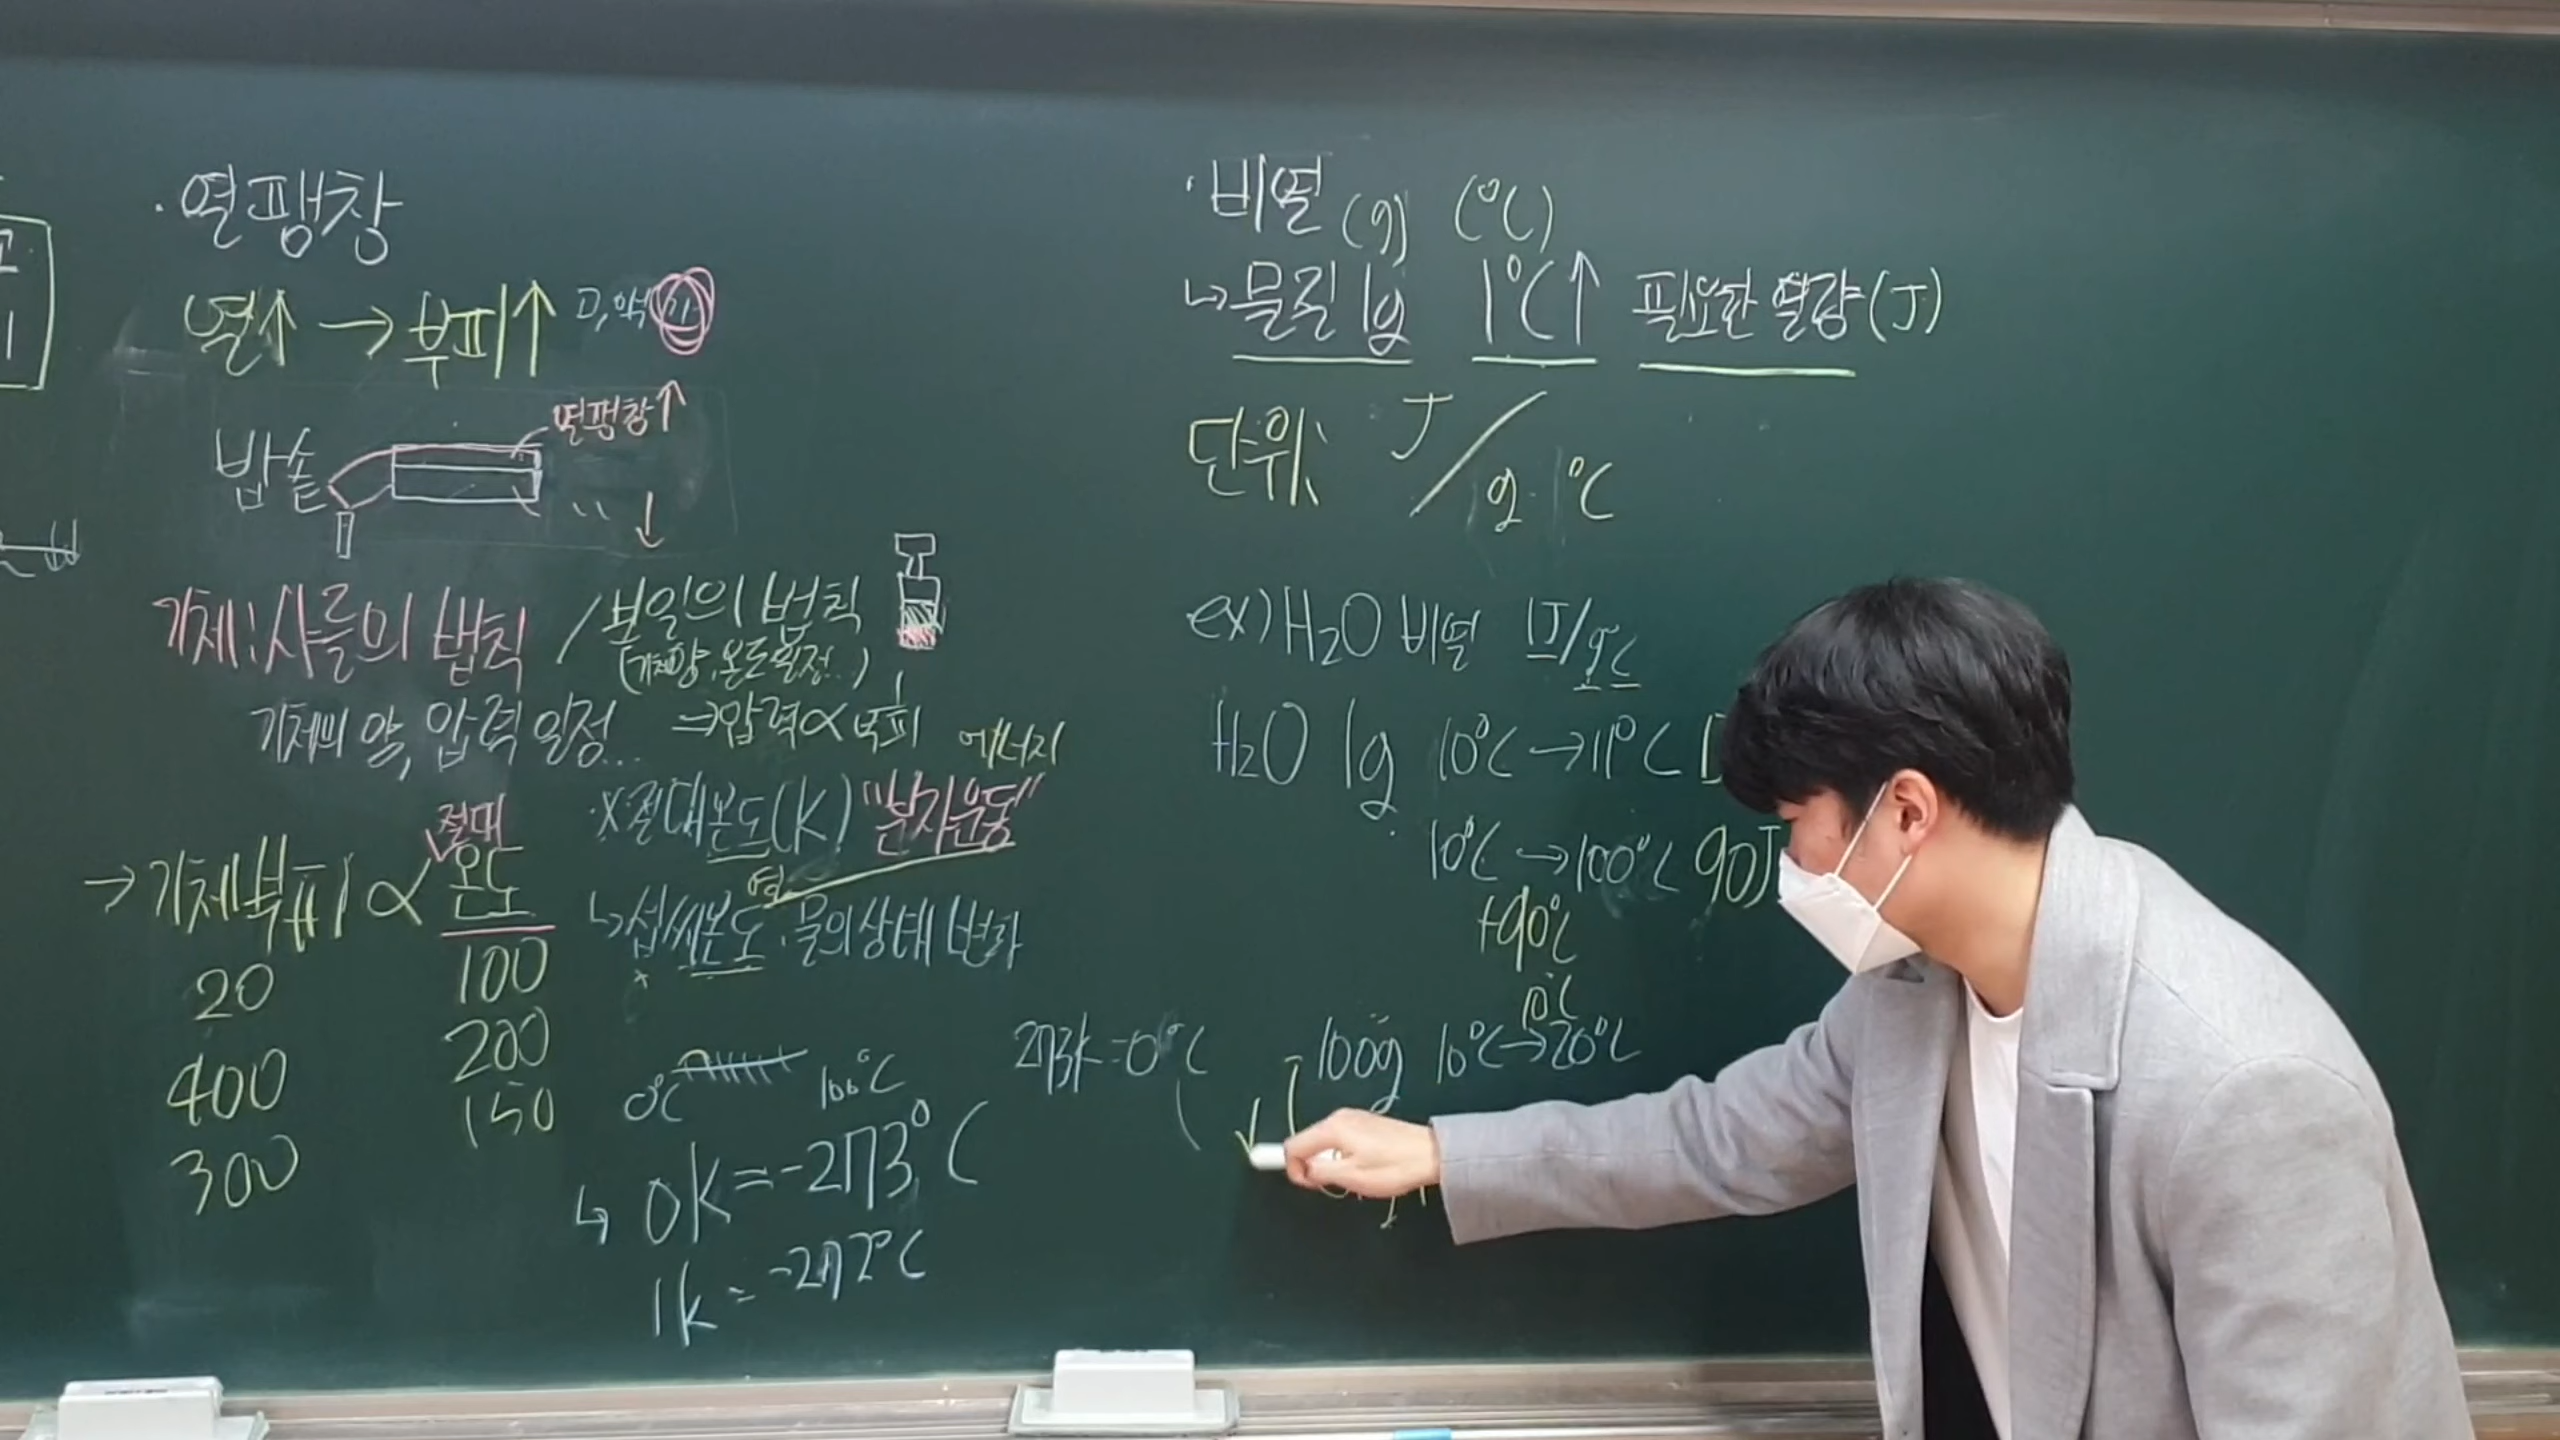 · 열팽창
열↑ → 부피↑ 고, 액, 기
밥솥 열팽창↑
기체:샤를의 법칙 / 보일의 법칙
(기체양, 온도일정..)
기체의 양, 압력 일정... ⇒압력∝ 1/부피
에너지
※절대온도(K) "분자운동"
절대
→기체부피 ∝ 온도
열
↳섭씨온도·물의 상태 변화
20 100
400 200
300 150
0℃ 100℃
273K=0℃
↳ 0K=-273℃
1K=-272℃
· 비열 (g) (℃)
↳물질 1g 1℃↑ 필요한 열량(J)
단위: J/g·℃
ex) H₂O 비열 1J/g℃
H₂O 1g 10℃→11℃
10℃→100℃ 90J
+90℃
10℃
100g 10℃→20℃